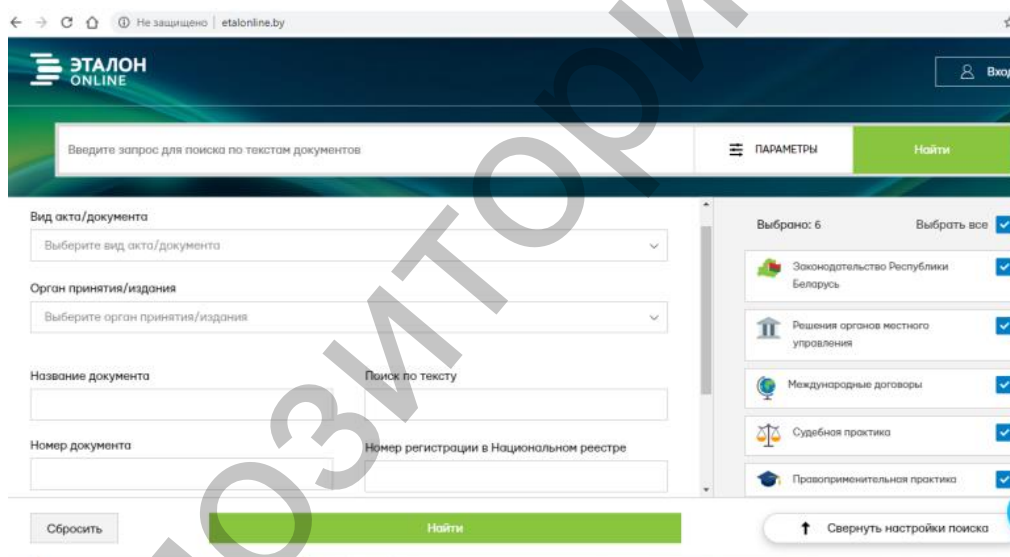 Не защищено | etalonline.by
ЭТАЛОН
ONLINE
Вход
Введите запрос для поиска по текстам документов
ПАРАМЕТРЫ
Найти
Вид акта/документа
Выберите вид акта/документа
Орган принятия/издания
Выберите орган принятия/издания
Название документа
Поиск по тексту
Номер документа
Номер регистрации в Национальном реестре
Сбросить
Найти
Выбрано: 6
Выбрать все
Законодательство Республики
Беларусь
Решения органов местного
управления
Международные договоры
Судебная практика
Правоприменительная практика
Свернуть настройки поиска
ОЗИТОРИ